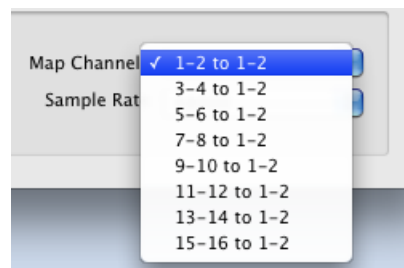 Map Channel ✓ 1-2 to 1-2
3-4 to 1-2
Sample Rat
5-6 to 1-2
7-8 to 1-2
9-10 to 1-2
11-12 to 1-2
13-14 to 1-2
15-16 to 1-2